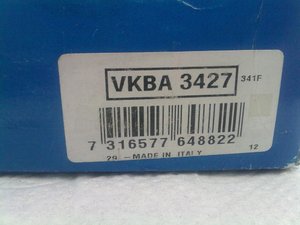 VKBA 3427 341F
7 316577 648822
29 - MADE IN ITALY 12